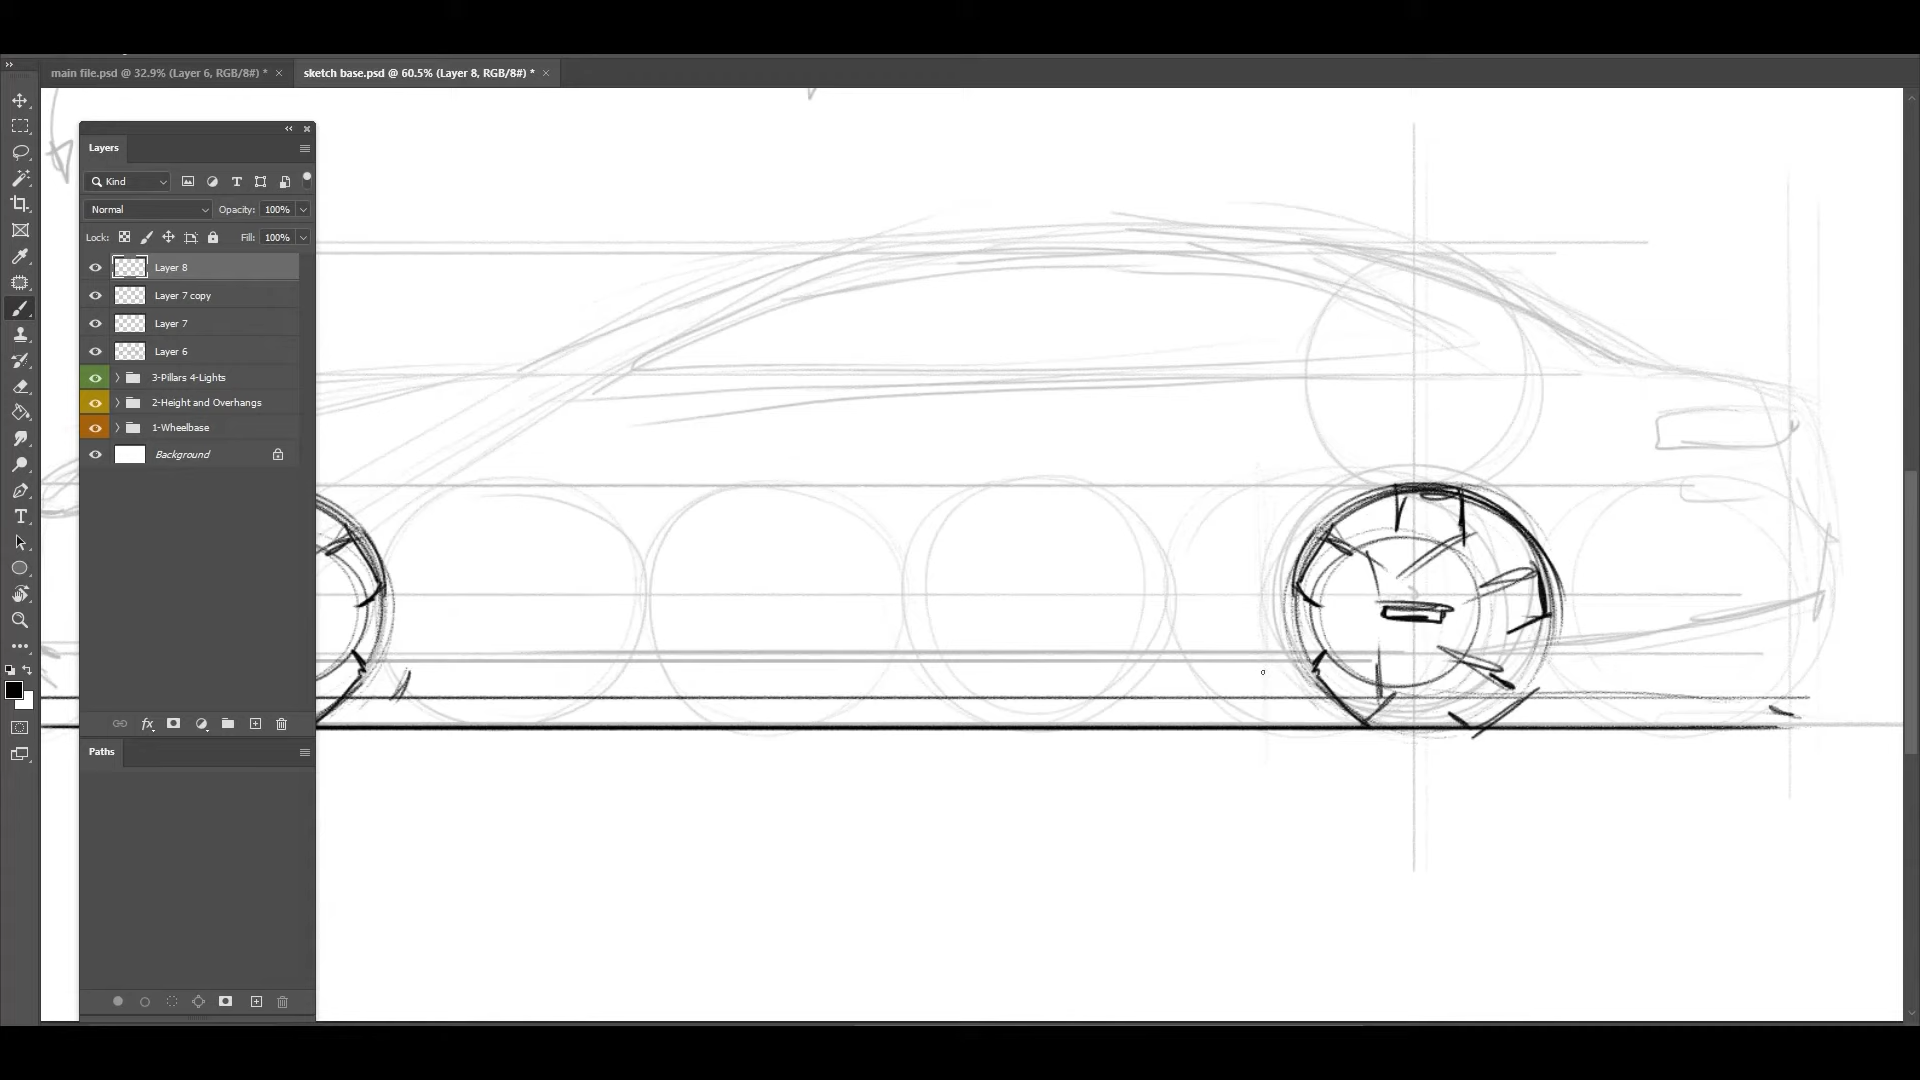 main file.psd @ 32.9% (Layer 6, RGB/8#) *
sketch base.psd @ 60.5% (Layer 8, RGB/8#) *
Layers
Kind
Normal Opacity: 100%
Lock: Fill: 100%
Layer 8
Layer 7 copy
Layer 7
Layer 6
3-Pillars 4-Lights
2-Height and Overhangs
1-Wheelbase
Background
fx
Paths